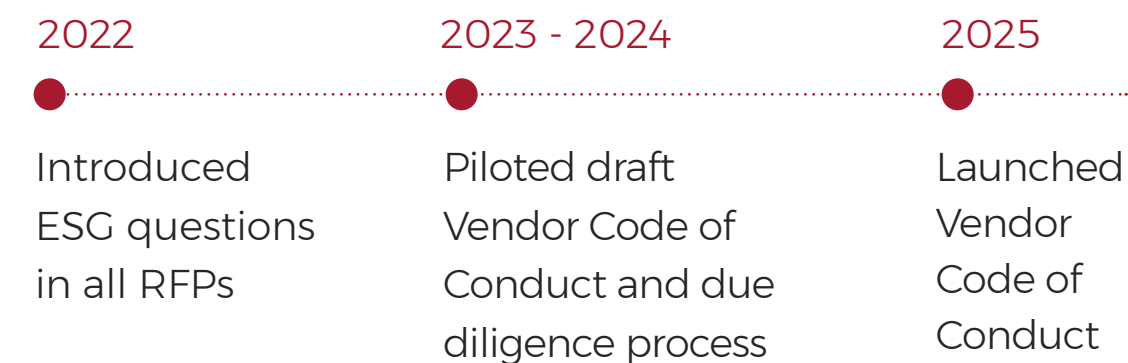 2022
Introduced
ESG questions
in all RFPs
2023 - 2024
Piloted draft
Vendor Code of
Conduct and due
diligence process
2025
Launched
Vendor
Code of
Conduct